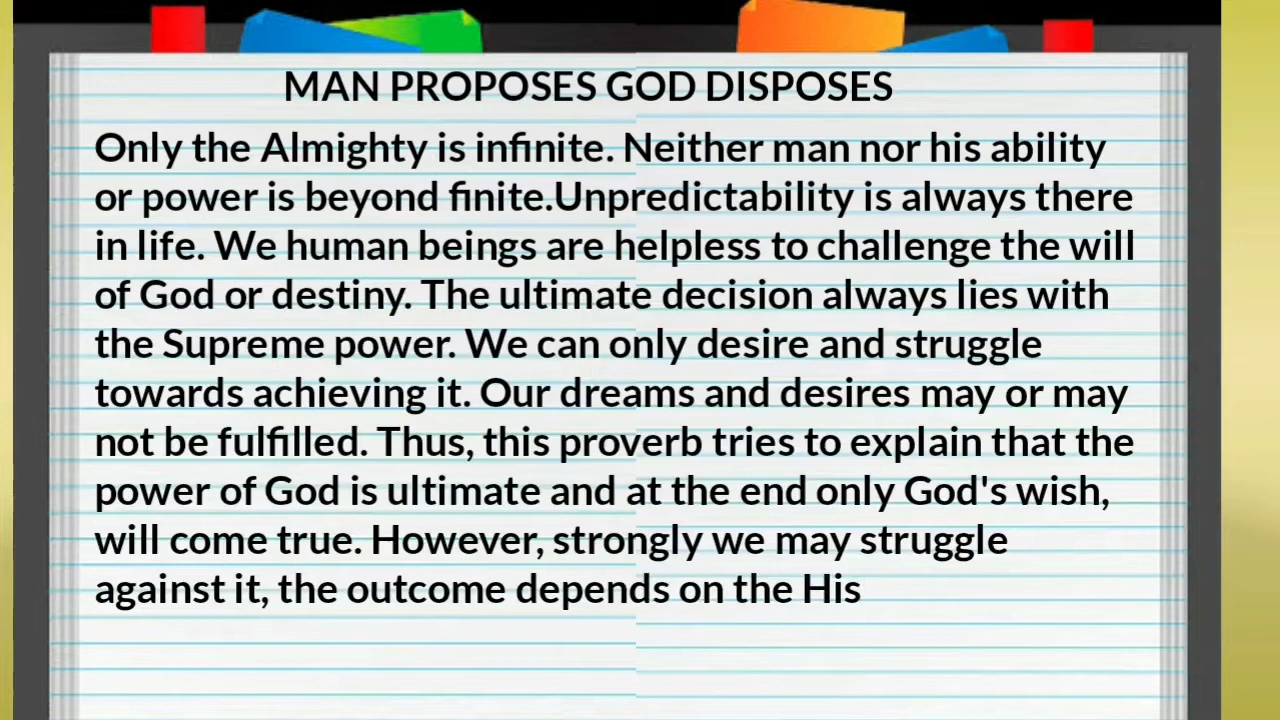 MAN PROPOSES GOD DISPOSES
Only the Almighty is infinite. Neither man nor his ability
or power is beyond finite.Unpredictability is always there
in life. We human beings are helpless to challenge the will
of God or destiny. The ultimate decision always lies with
the Supreme power. We can only desire and struggle
towards achieving it. Our dreams and desires may or may
not be fulfilled. Thus, this proverb tries to explain that the
power of God is ultimate and at the end only God's wish,
will come true. However, strongly we may struggle
against it, the outcome depends on the His